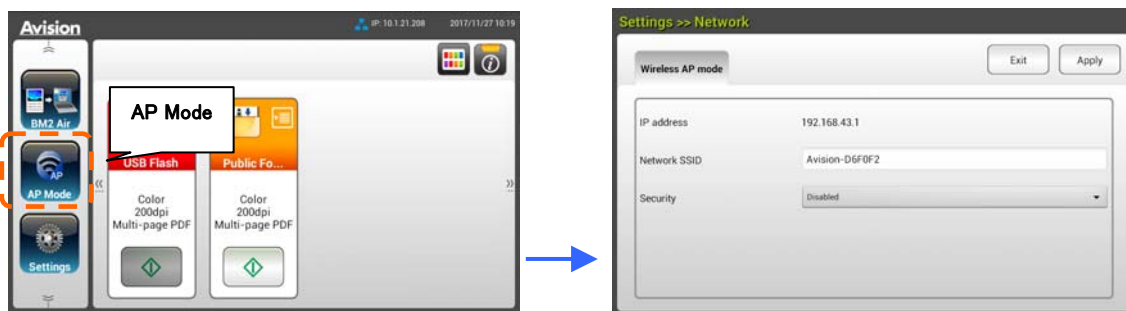 Avision
IP: 10.1.21.208 2017/11/27 10:19
BM2 Air
AP Mode
AP
AP Mode
Settings
USB Flash
Color
200dpi
Multi-page PDF
Public Fo...
Color
200dpi
Multi-page PDF
Settings >> Network
Wireless AP mode
Exit
Apply
IP address 192.168.43.1
Network SSID Avision-D6F0F2
Security Disabled